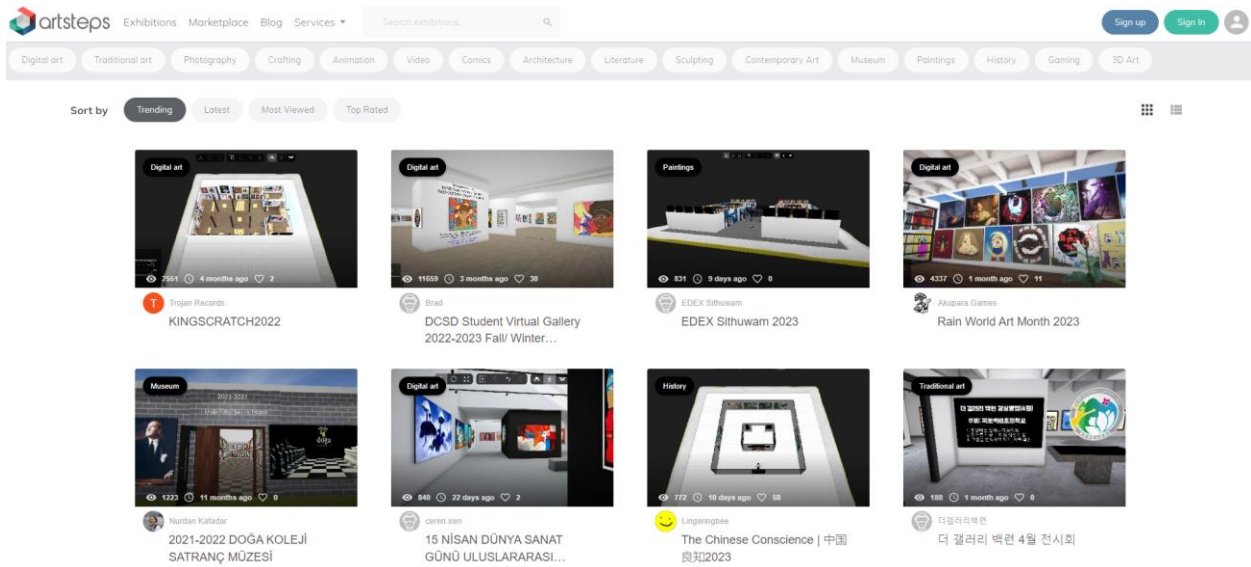 artsteps Exhibitions Marketplace Blog Services Search exhibitions... Sign up Sign In
Digital art Traditional art Photography Crafting Animation Video Comics Architecture Literature Sculpting Contemporary Art Museum Paintings History Gaming 3D Art
Sort by Trending Latest Most Viewed Top Rated
Digital art
7551 4 months ago 2
T Trojan Records
KINGSCRATCH2022
Digital art
11659 3 months ago 38
Brad
DCSD Student Virtual Gallery
2022-2023 Fall/ Winter...
Paintings
831 9 days ago 0
EDEX Sithuwam
EDEX Sithuwam 2023
Digital art
4337 1 month ago 11
Akupara Games
Rain World Art Month 2023
Museum
2021-2022
doğa
1223 11 months ago 0
Nurdan Kafadar
2021-2022 DOĞA KOLEJİ
SATRANÇ MÜZESİ
Digital art
840 22 days ago 2
ceren iren
15 NİSAN DÜNYA SANAT
GÜNÜ ULUSLARARASI...
History
772 10 days ago 58
Lingeringbee
The Chinese Conscience | 中国
良知2023
Traditional art
188 1 month ago 0
더갤러리백련
더 갤러리 백련 4월 전시회